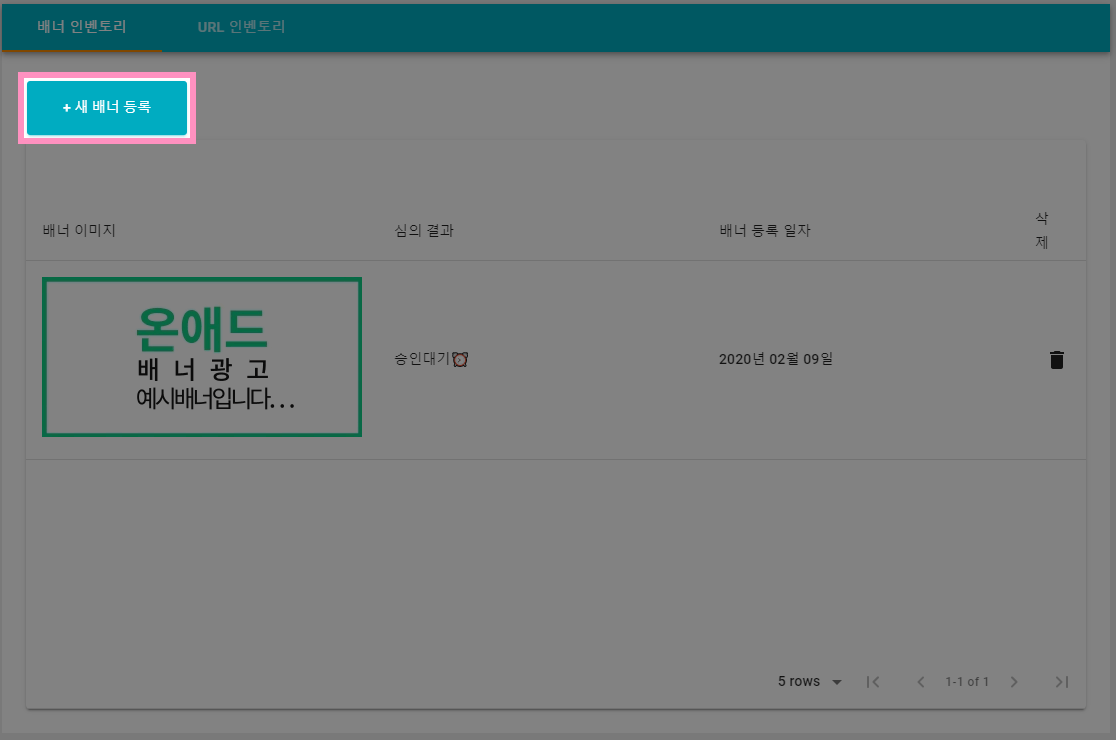 배너 인벤토리 URL 인벤토리
+ 새 배너 등록
배너 이미지 심의 결과 배너 등록 일자 삭
제
온애드
배 너 광 고
예시배너입니다...
승인대기⏰ 2020년 02월 09일
5 rows 1-1 of 1